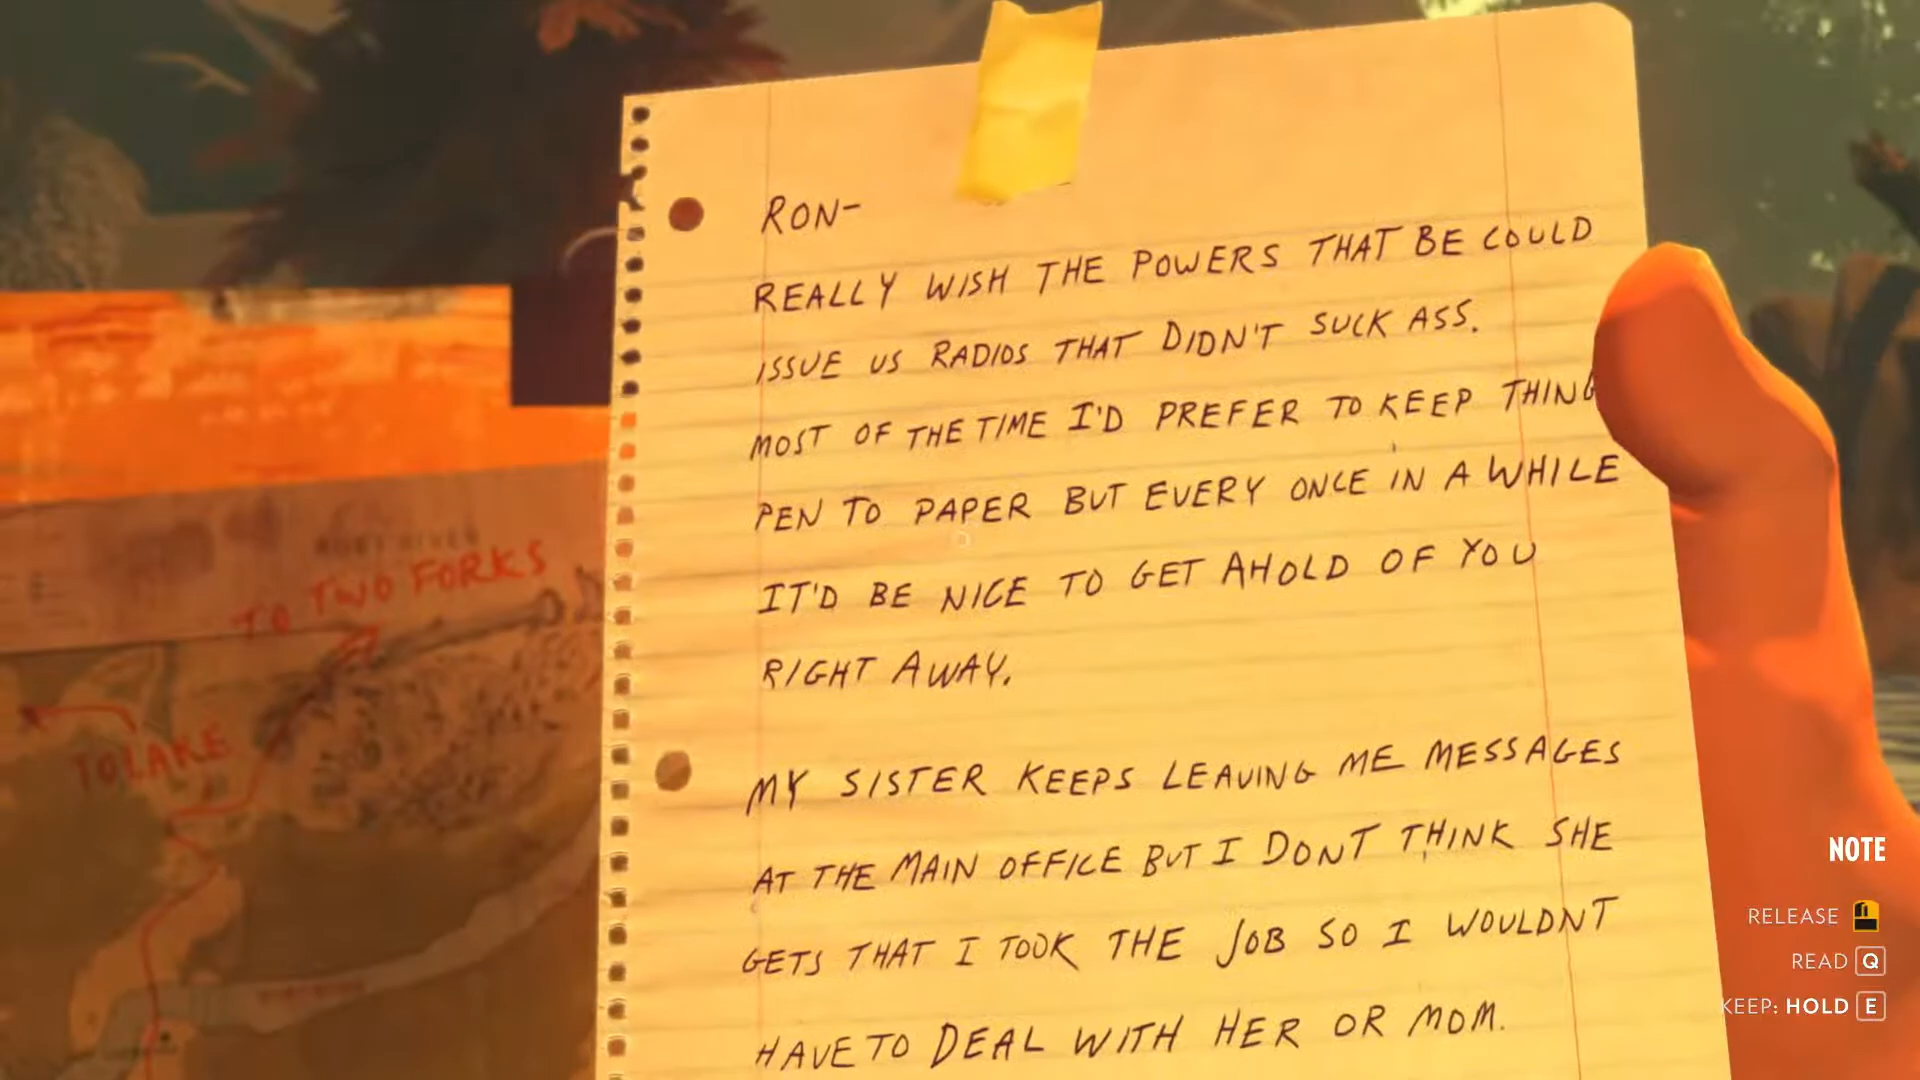 RON-
REALLY WISH THE POWERS THAT BE COULD
ISSUE US RADIOS THAT DIDN'T SUCK ASS.
MOST OF THE TIME I'D PREFER TO KEEP THING
PEN TO PAPER BUT EVERY ONCE IN A WHILE
IT'D BE NICE TO GET AHOLD OF YOU
RIGHT AWAY.
MY SISTER KEEPS LEAVING ME MESSAGES
AT THE MAIN OFFICE BUT I DONT THINK SHE
GETS THAT I TOOK THE JOB SO I WOULDNT
HAVE TO DEAL WITH HER OR MOM.
RUBY RIVER
TO TWO FORKS
TO LAKE
NOTE
RELEASE
READ Q
KEEP: HOLD E